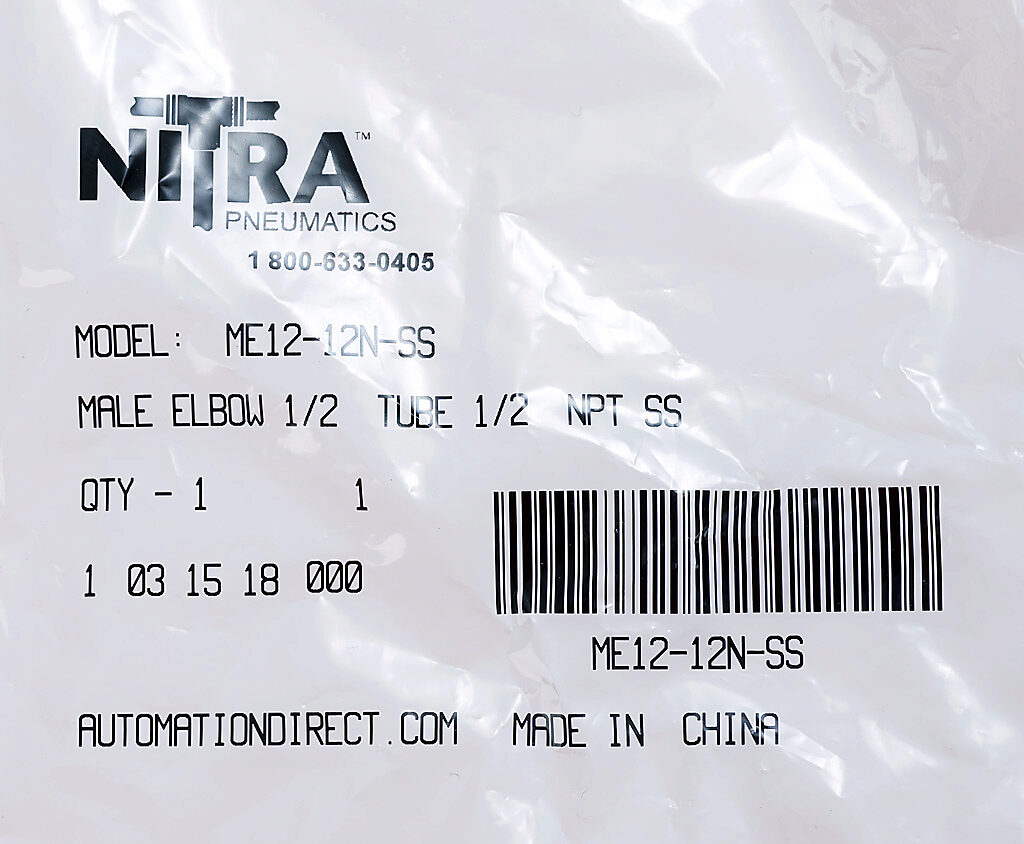 NITRA™
PNEUMATICS
1 800-633-0405
MODEL: ME12-12N-SS
MALE ELBOW 1/2 TUBE 1/2 NPT SS
QTY - 1 1
1 03 15 18 000
ME12-12N-SS
AUTOMATIONDIRECT.COM MADE IN CHINA